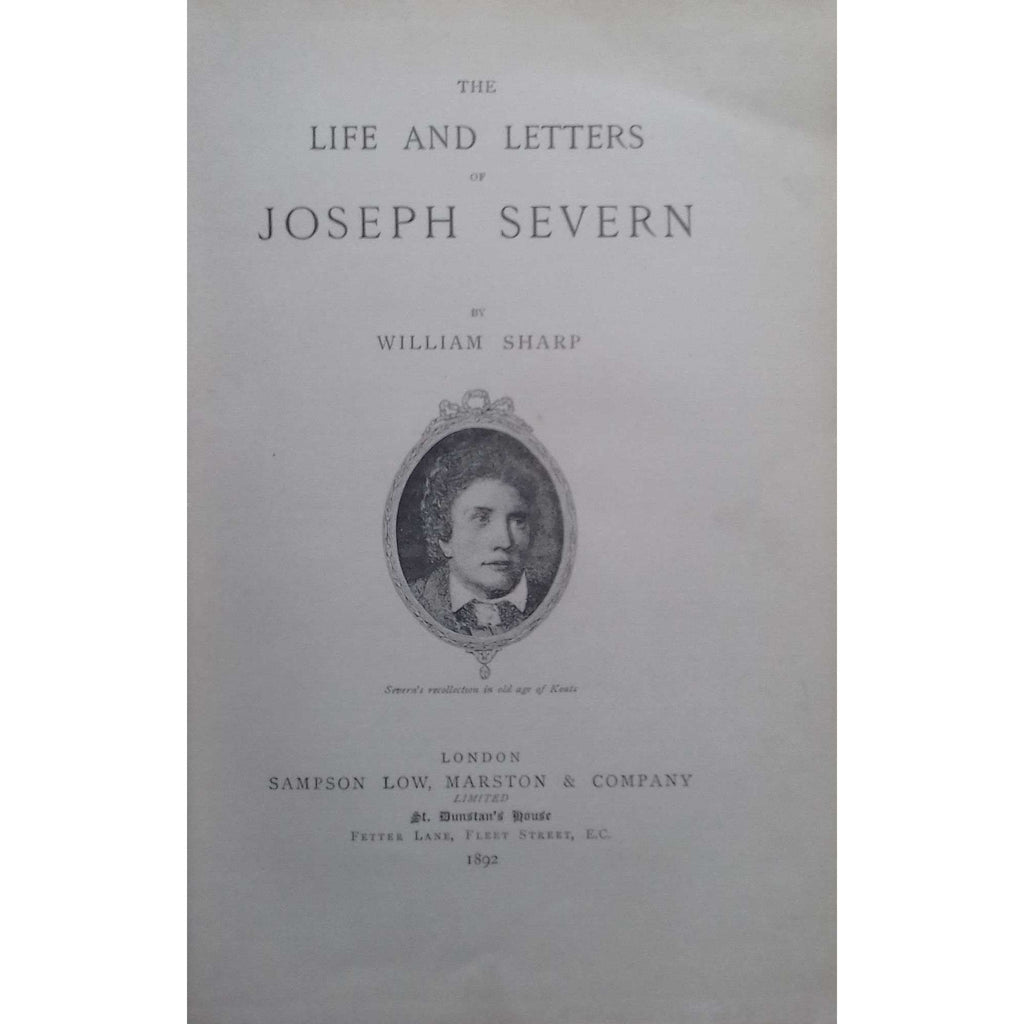 THE
LIFE AND LETTERS
OF
JOSEPH SEVERN
BY
WILLIAM SHARP
Severn's recollection in old age of Keats
LONDON
SAMPSON LOW, MARSTON & COMPANY
LIMITED
St. Dunstan's House
FETTER LANE, FLEET STREET, E.C.
1892